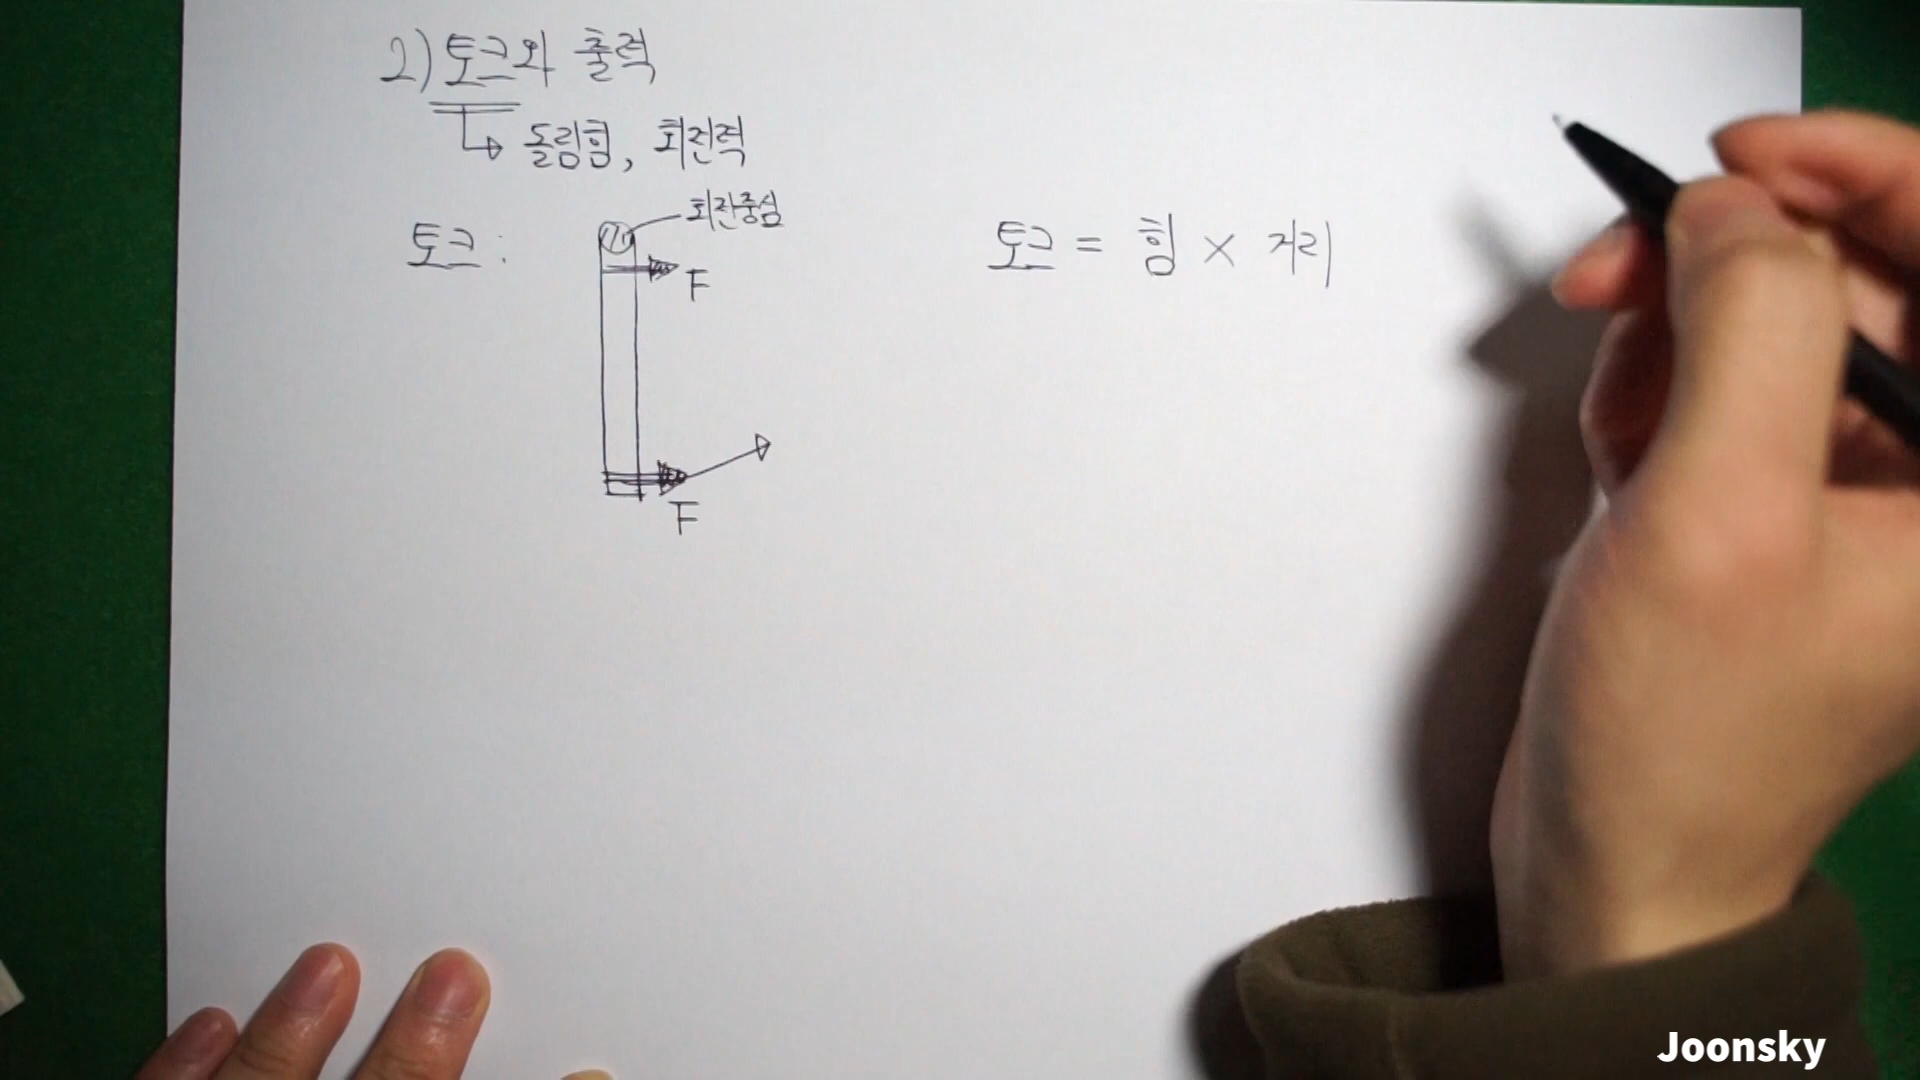 2) 토크와 출력
돌림힘, 회전력
회전중심
토크 :
F
토크 = 힘 × 거리
F
Joonsky